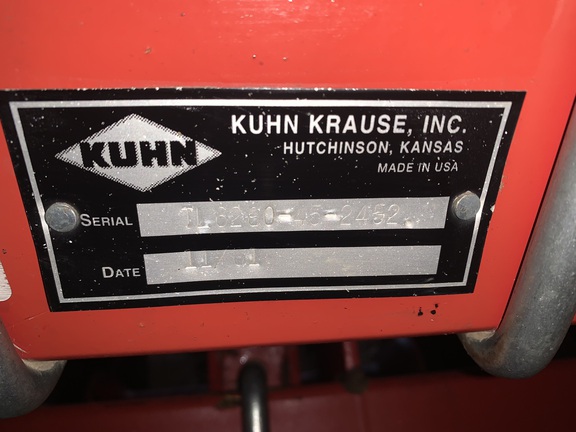 KUHN
KUHN KRAUSE, INC.
HUTCHINSON, KANSAS
MADE IN USA
SERIAL
DATE